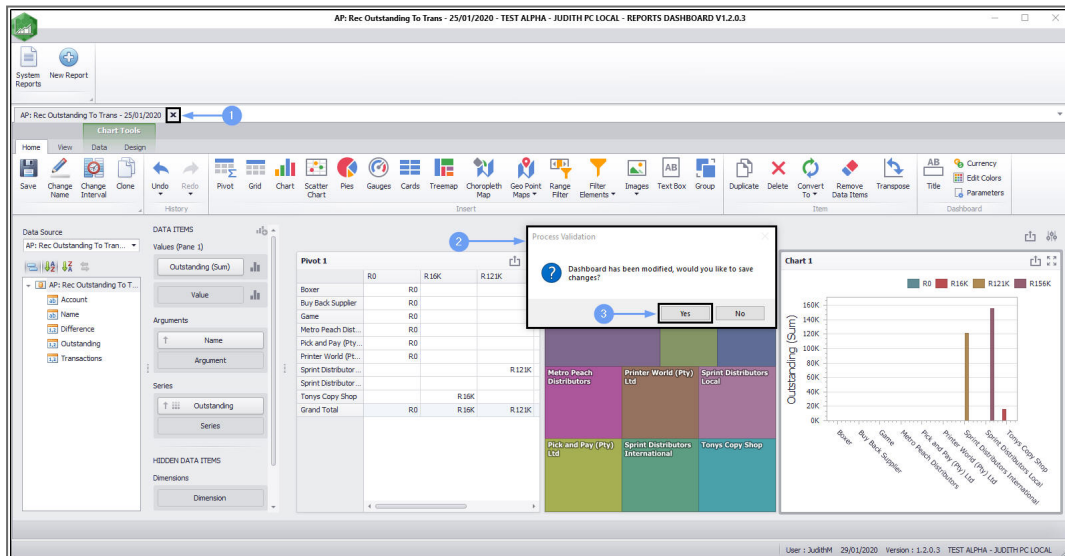 AP: Rec Outstanding To Trans - 25/01/2020 - TEST ALPHA - JUDITH PC LOCAL - REPORTS DASHBOARD V1.2.0.3
System Reports
New Report
AP: Rec Outstanding To Trans - 25/01/2020
1
Chart Tools
Home View Data Design
Save
Change Name
Change Interval
Clone
Undo
Redo
Pivot
Grid
Chart
Scatter Chart
Pies
Gauges
Cards
Treemap
Choropleth Map
Geo Point Maps
Range Filter
Filter Elements
Images
Text Box
Group
Duplicate
Delete
Convert To
Remove Data Items
Transpose
Title
Currency
Edit Colors
Parameters
History
Insert
Item
Dashboard
Data Source
AP: Rec Outstanding To Tran...
AP: Rec Outstanding To T...
Account
Name
Difference
Outstanding
Transactions
DATA ITEMS
Values (Pane 1)
Outstanding (Sum)
Value
Arguments
Name
Argument
Series
Outstanding
Series
HIDDEN DATA ITEMS
Dimensions
Dimension
Pivot 1
R0 R16K R121K
Boxer R0
Buy Back Supplier R0
Game R0
Metro Peach Dist... R0
Pick and Pay (Pty... R0
Printer World (Pt... R0
Sprint Distributor... R121K
Sprint Distributor...
Tonys Copy Shop R16K
Grand Total R0 R16K R121K
2
Process Validation
Dashboard has been modified, would you like to save changes?
3
Yes
No
Metro Peach Distributors
Printer World (Pty) Ltd
Sprint Distributors Local
Pick and Pay (Pty) Ltd
Sprint Distributors International
Tonys Copy Shop
Chart 1
R0 R16K R121K R156K
Outstanding (Sum)
160K
140K
120K
100K
80K
60K
40K
20K
0K
Boxer
Buy Back Supplier
Game
Metro Peach Distributors
Pick and Pay (Pty) Ltd
Printer World (Pty) Ltd
Sprint Distributors International
Sprint Distributors Local
Tonys Copy Shop
User : JudithM 29/01/2020 Version : 1.2.0.3 TEST ALPHA - JUDITH PC LOCAL